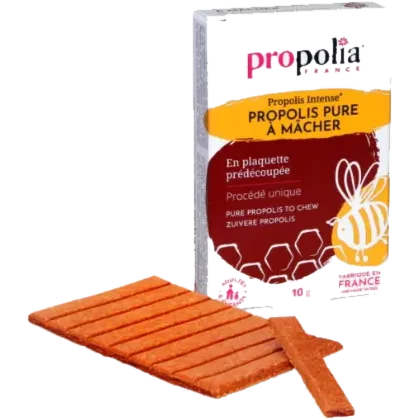 propolia
FRANCE
Propolis Intense*
PROPOLIS PURE
À MÂCHER
En plaquette
prédécoupée
Procédé unique
PURE PROPOLIS TO CHEW
ZUIVERE PROPOLIS
FABRIQUÉ EN
FRANCE
10 g